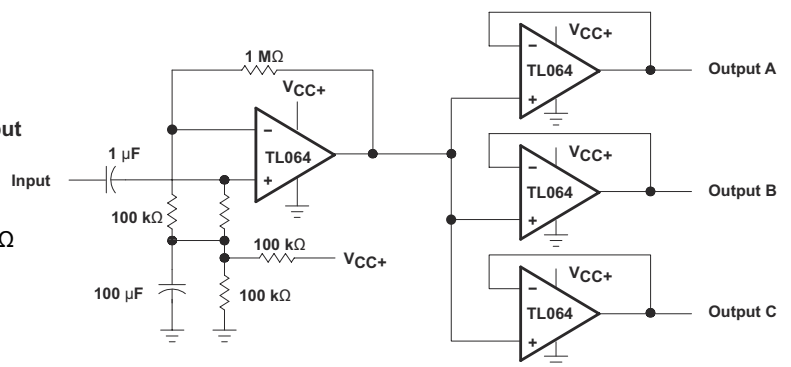 1 MΩ
VCC+
−
TL064
+
ut
1 μF
Input
100 kΩ
Ω
100 kΩ
VCC+
100 μF
100 kΩ
VCC+
−
TL064
+
Output A
VCC+
−
TL064
+
Output B
VCC+
−
TL064
+
Output C